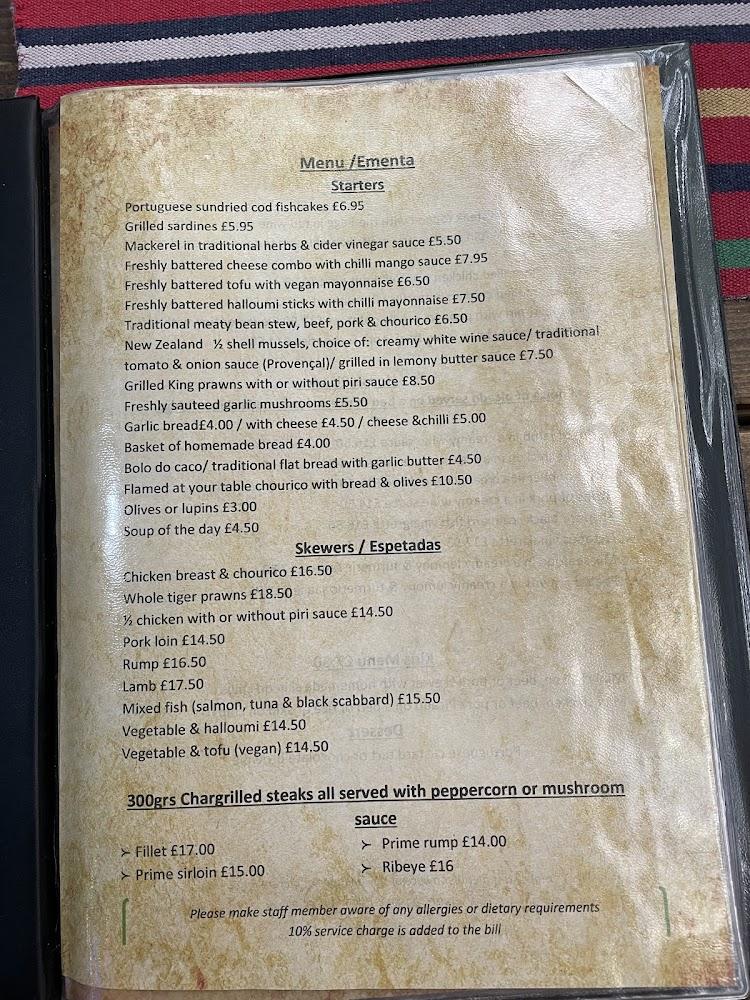 Menu /Ementa
Starters
Portuguese sundried cod fishcakes £6.95
Grilled sardines £5.95
Mackerel in traditional herbs & cider vinegar sauce £5.50
Freshly battered cheese combo with chilli mango sauce £7.95
Freshly battered tofu with vegan mayonnaise £6.50
Freshly battered halloumi sticks with chilli mayonnaise £7.50
Traditional meaty bean stew, beef, pork & chourico £6.50
New Zealand ½ shell mussels, choice of: creamy white wine sauce/ traditional
tomato & onion sauce (Provençal)/ grilled in lemony butter sauce £7.50
Grilled King prawns with or without piri sauce £8.50
Freshly sauteed garlic mushrooms £5.50
Garlic bread£4.00 / with cheese £4.50 / cheese &chilli £5.00
Basket of homemade bread £4.00
Bolo do caco/ traditional flat bread with garlic butter £4.50
Flamed at your table chourico with bread & olives £10.50
Olives or lupins £3.00
Soup of the day £4.50
Skewers / Espetadas
Chicken breast & chourico £16.50
Whole tiger prawns £18.50
½ chicken with or without piri sauce £14.50
Pork loin £14.50
Rump £16.50
Lamb £17.50
Mixed fish (salmon, tuna & black scabbard) £15.50
Vegetable & halloumi £14.50
Vegetable & tofu (vegan) £14.50
300grs Chargrilled steaks all served with peppercorn or mushroom
sauce
➢ Fillet £17.00
➢ Prime sirloin £15.00
➢ Prime rump £14.00
➢ Ribeye £16
Please make staff member aware of any allergies or dietary requirements
10% service charge is added to the bill